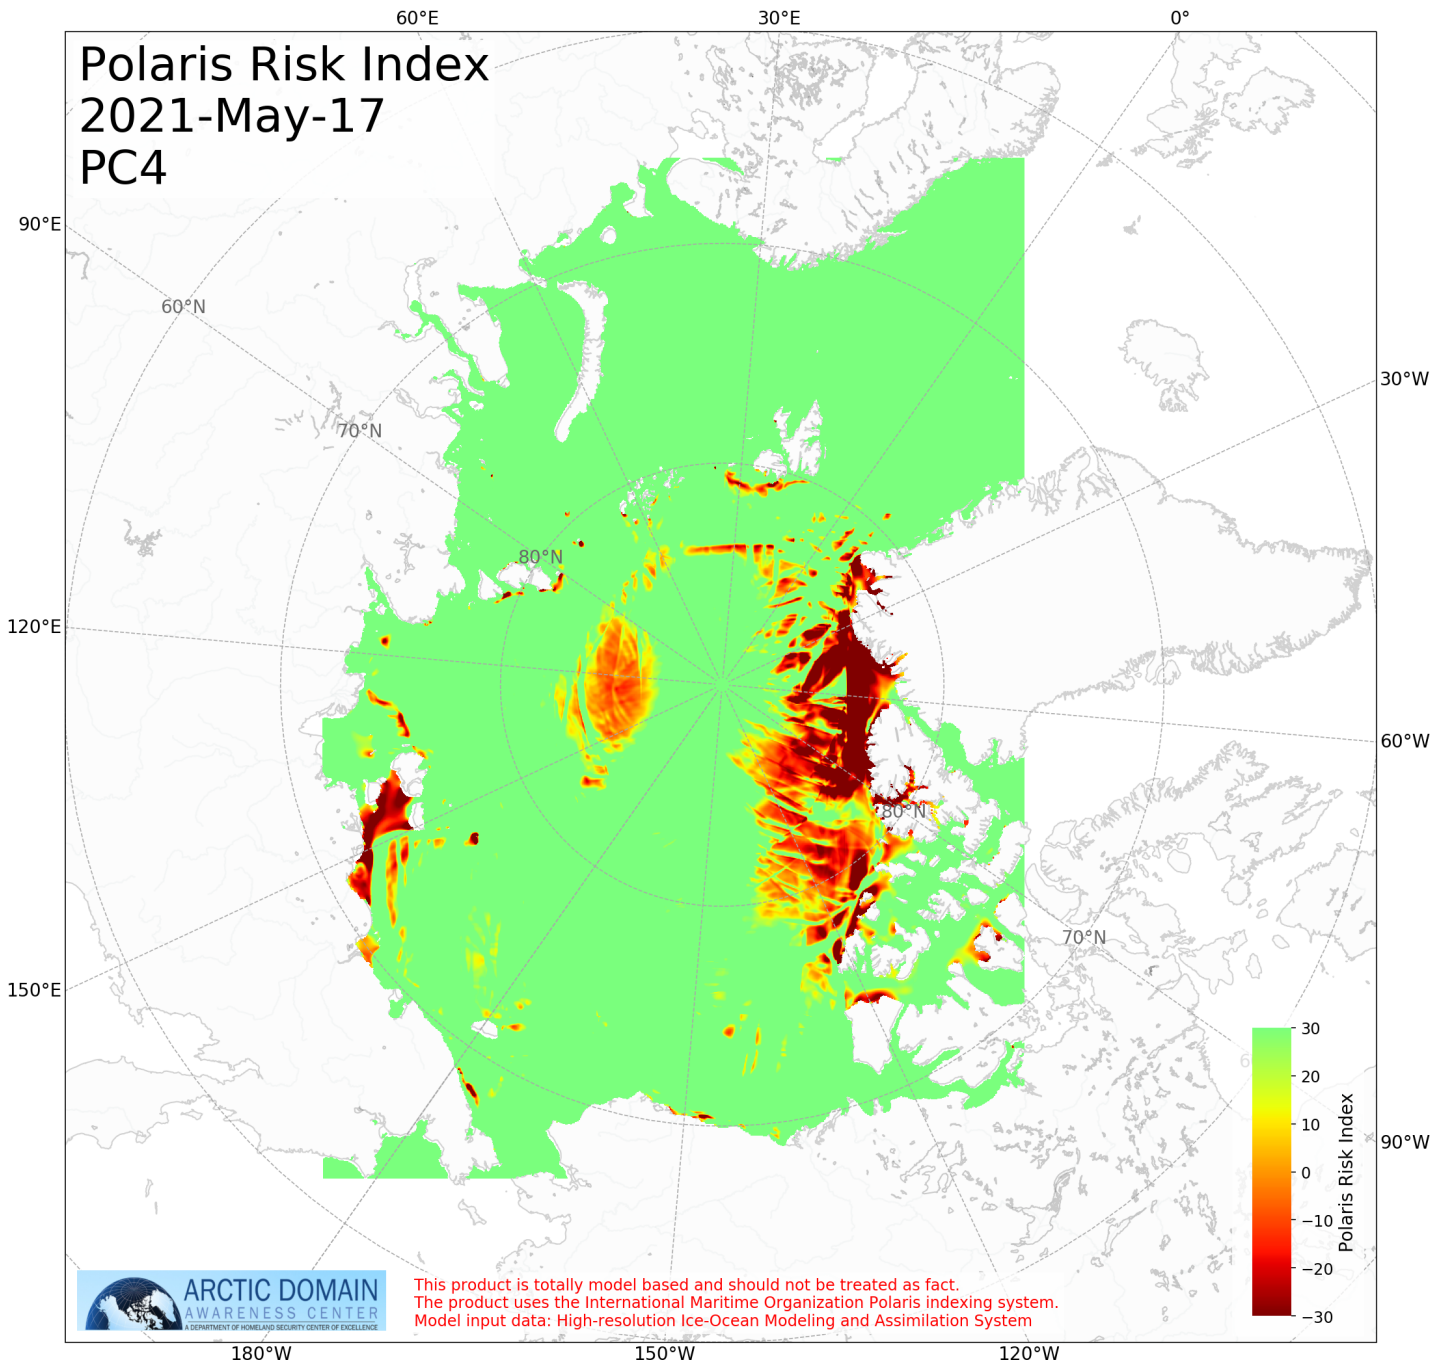 60°E 30°E 0°
Polaris Risk Index
2021-May-17
PC4
90°E
60°N
30°W
70°N
80°N
120°E
60°W
80°N
70°N
150°E
30
20
10
0
−10
−20
−30
Polaris Risk Index
90°W
ARCTIC DOMAIN
AWARENESS CENTER
A DEPARTMENT OF HOMELAND SECURITY CENTER OF EXCELLENCE
This product is totally model based and should not be treated as fact.
The product uses the International Maritime Organization Polaris indexing system.
Model input data: High-resolution Ice-Ocean Modeling and Assimilation System
180°W 150°W 120°W